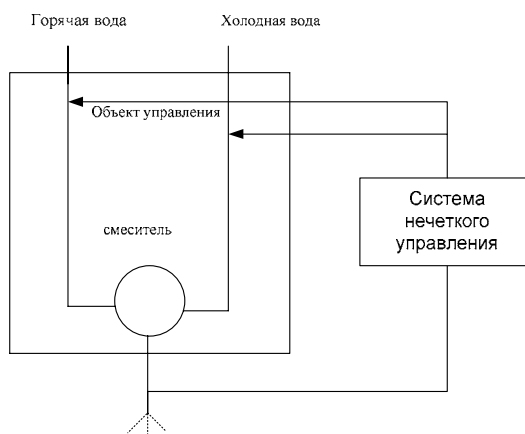 Горячая вода
Холодная вода
Объект управления
смеситель
Система
нечеткого
управления